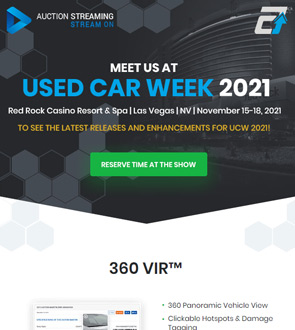 AUCTION STREAMING
STREAM ON
MEET US AT
USED CAR WEEK 2021
Red Rock Casino Resort & Spa | Las Vegas | NV | November 15-18, 2021
TO SEE THE LATEST RELEASES AND ENHANCEMENTS FOR UCW 2021!
RESERVE TIME AT THE SHOW
360 VIR™
360 Panoramic Vehicle View
Clickable Hotspots & Damage
Tagging